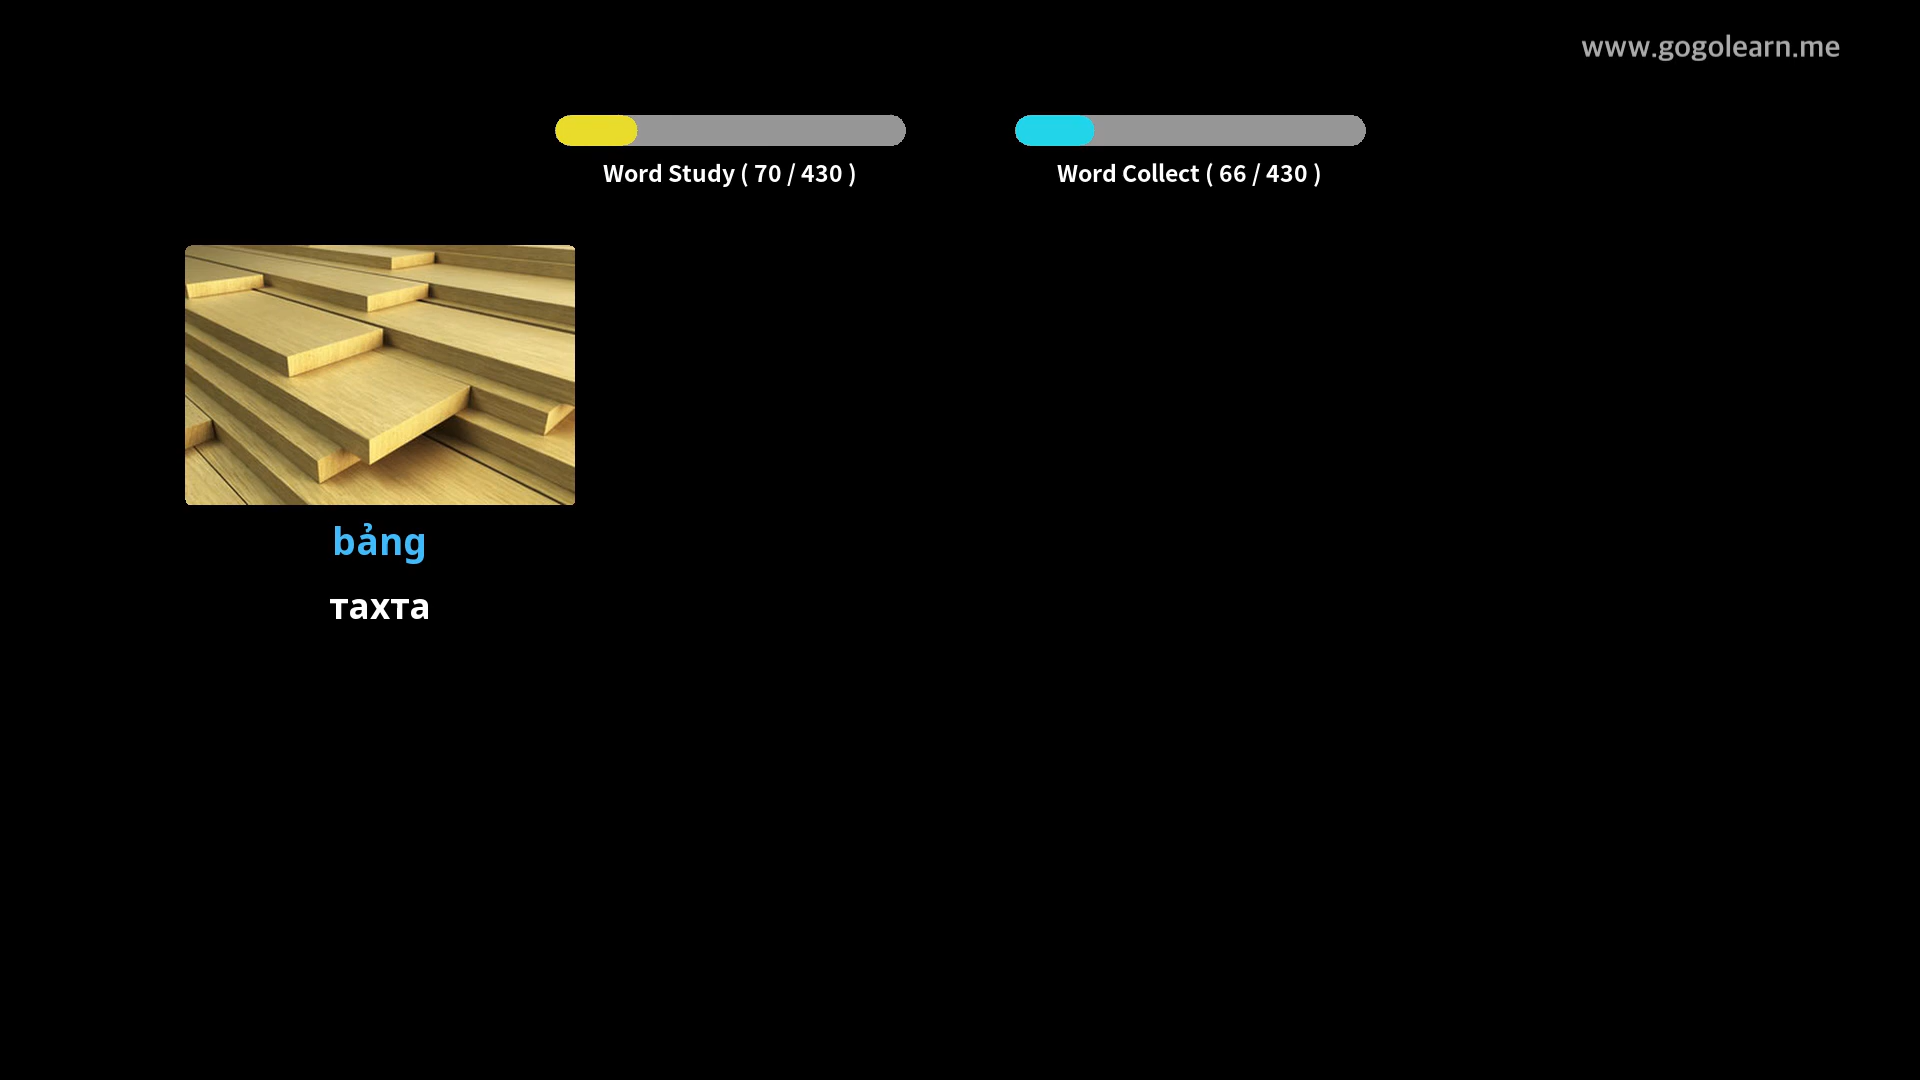 www.gogolearn.me
Word Study ( 70 / 430 )
Word Collect ( 66 / 430 )
bảng
тахта